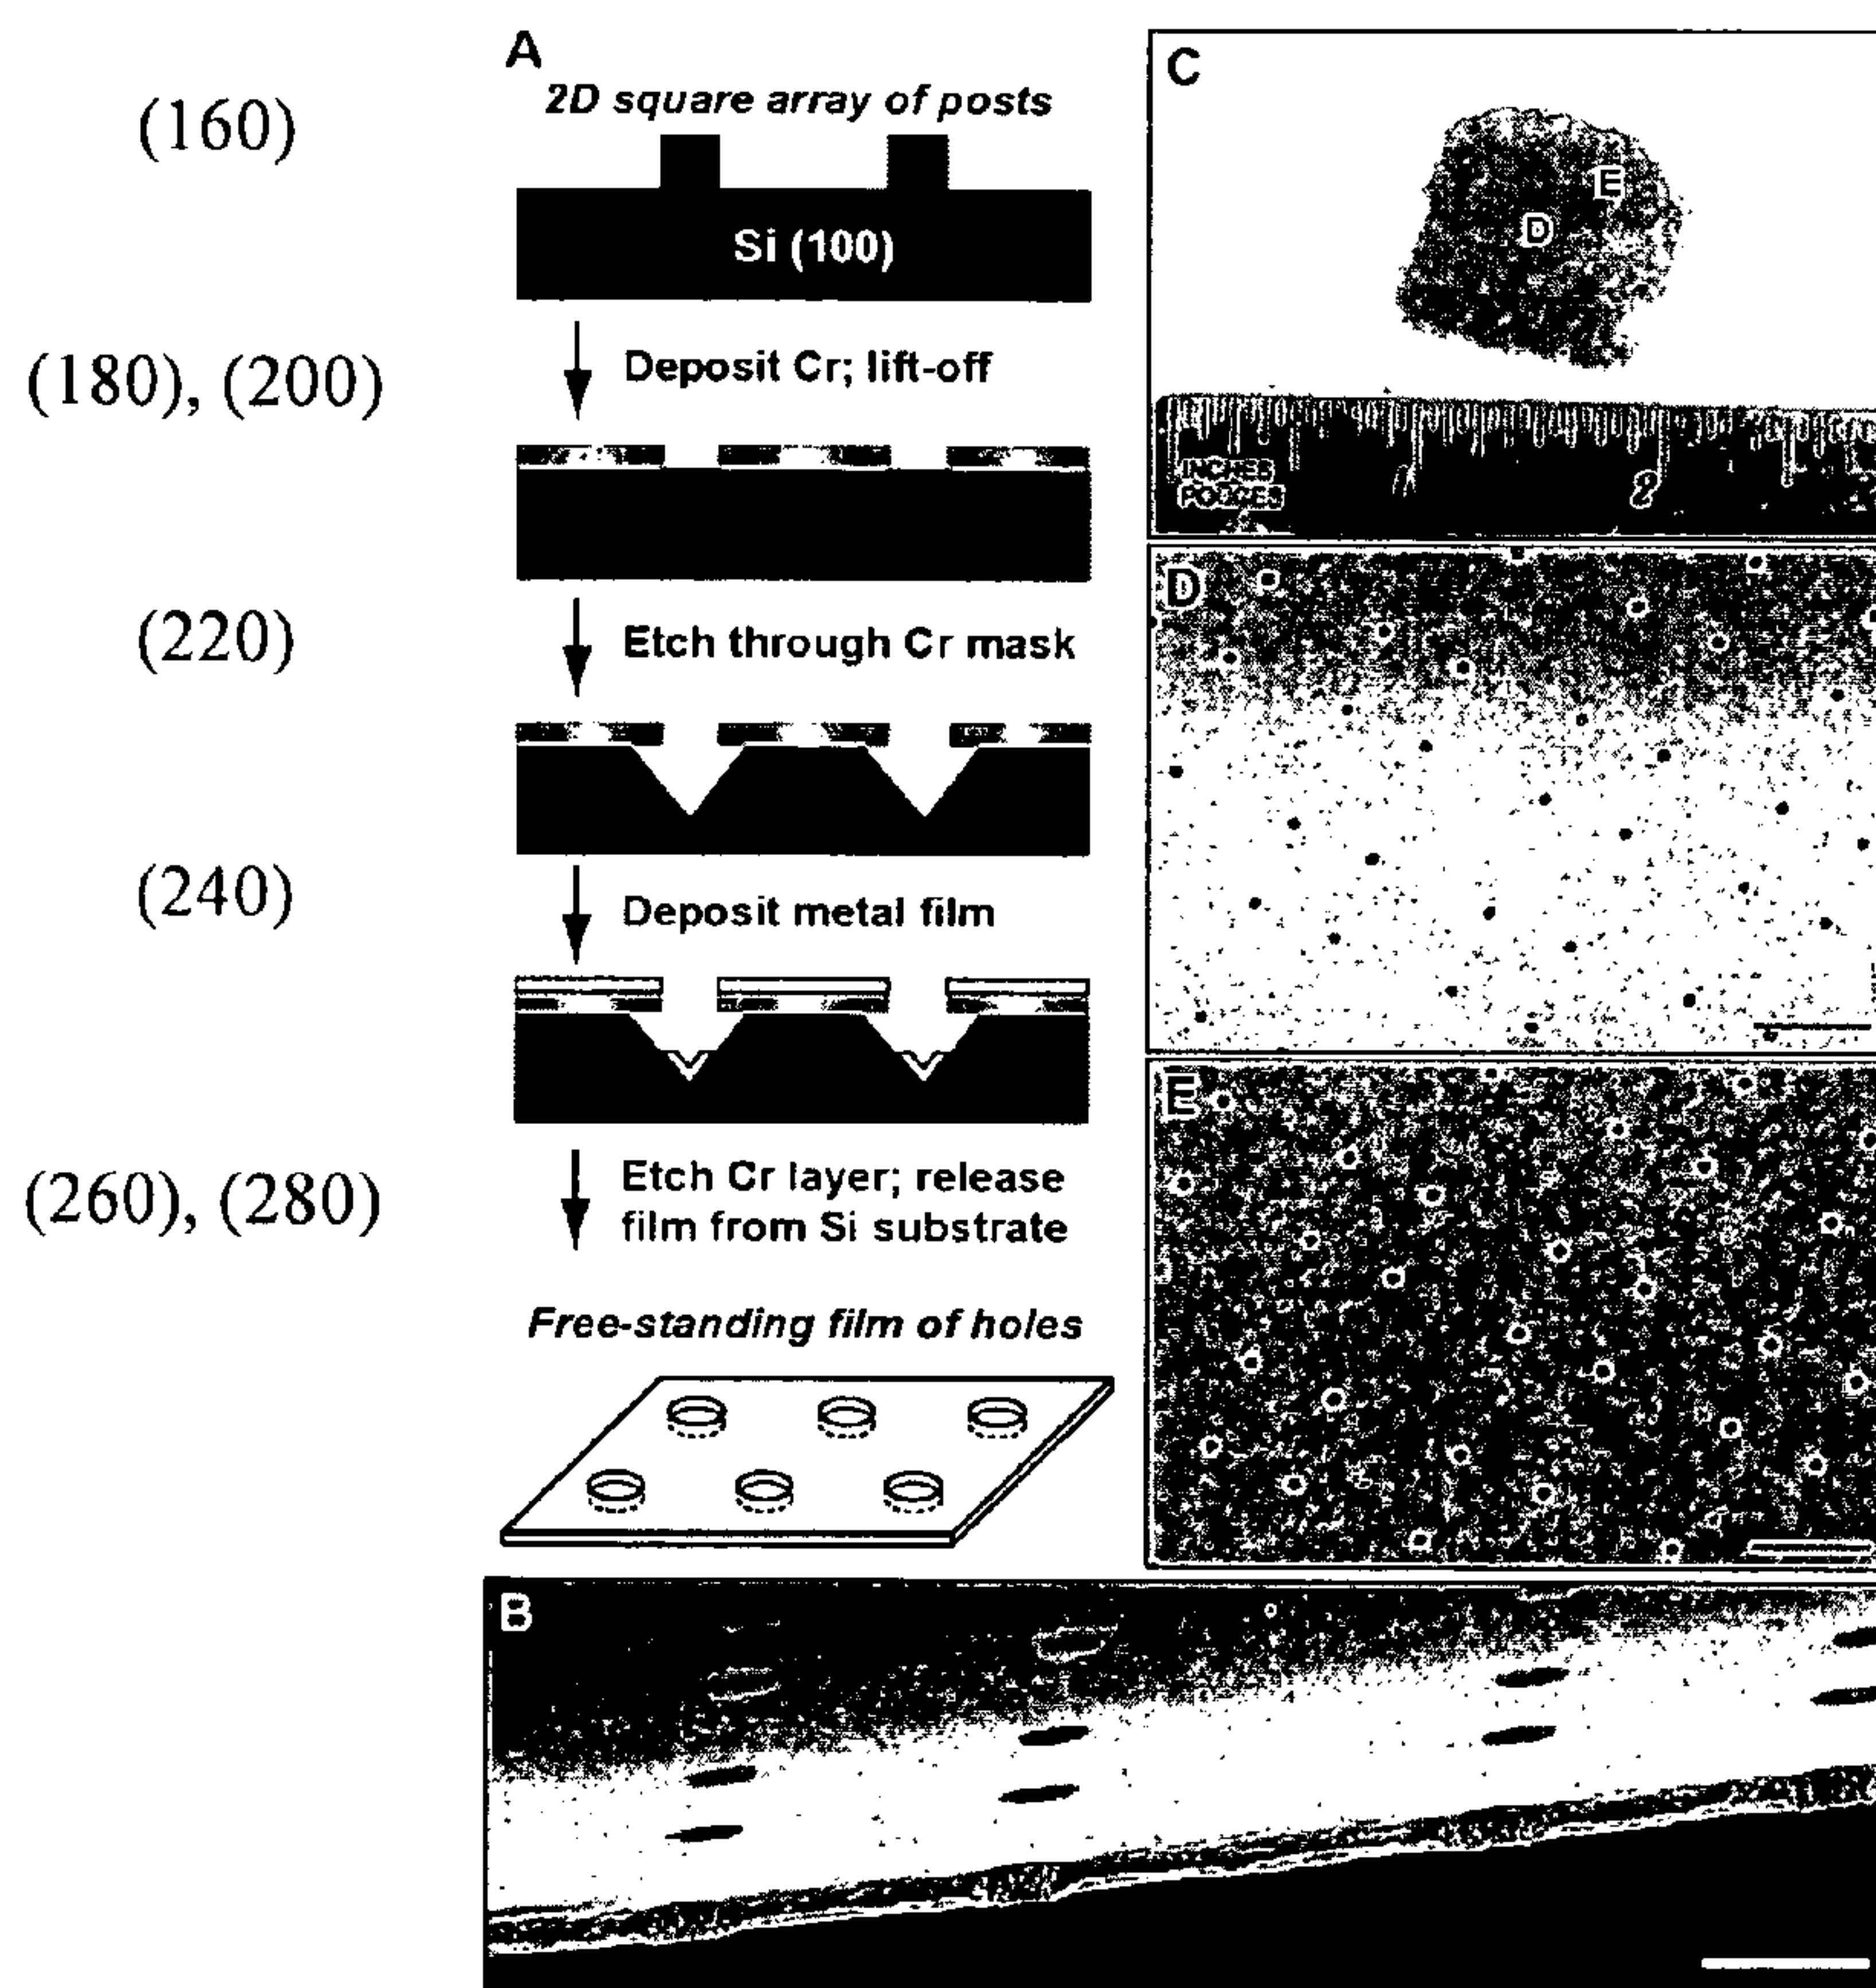 (160)
(180), (200)
(220)
(240)
(260), (280)
A
2D square array of posts
Si (100)
Deposit Cr; lift-off
Etch through Cr mask
Deposit metal film
Etch Cr layer; release
film from Si substrate
Free-standing film of holes
C
E
D
INCHES
2
D
E
B